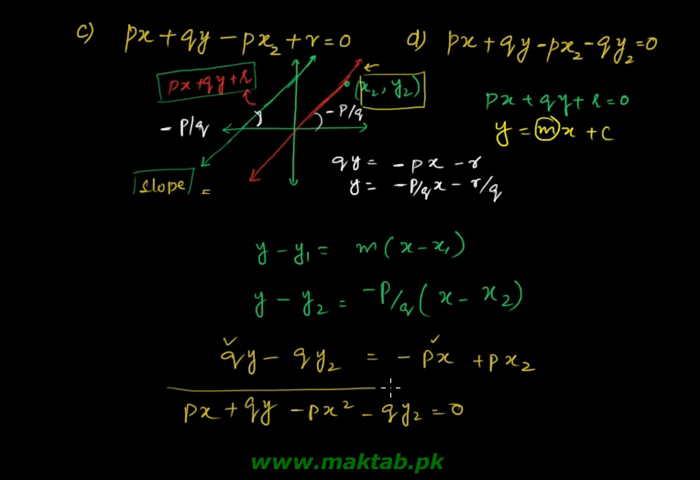 c) px + qy - px₂ + r = 0
d) px + qy - px₂ - qy₂ = 0
px + qy + r
(x₂, y₂)
- P/q
- P/q
px + qy + r = 0
y = mx + c
qy = - px - r
y = - P/q x - r/q
slope =
y - y₁ = m(x - x₁)
y - y₂ = - P/q (x - x₂)
qy - qy₂ = - px + px₂
px + qy - px² - qy₂ = 0
www.maktab.pk